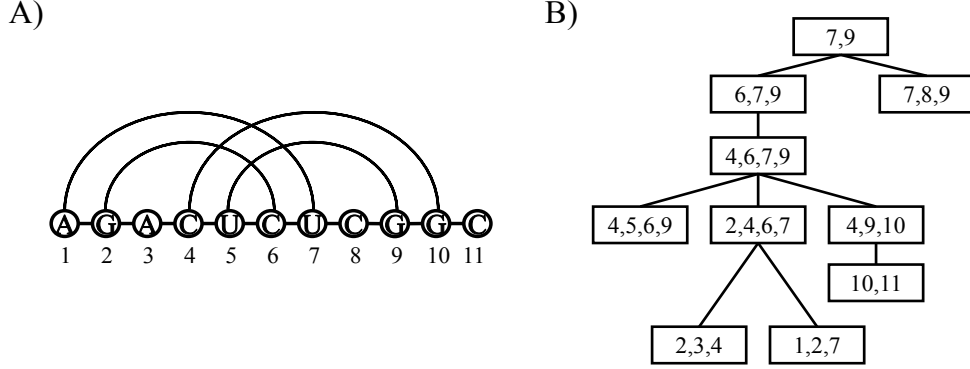 A)
A G A C U C U C G G C
1 2 3 4 5 6 7 8 9 10 11
B)
7,9
6,7,9 7,8,9
4,6,7,9
4,5,6,9 2,4,6,7 4,9,10
10,11
2,3,4 1,2,7